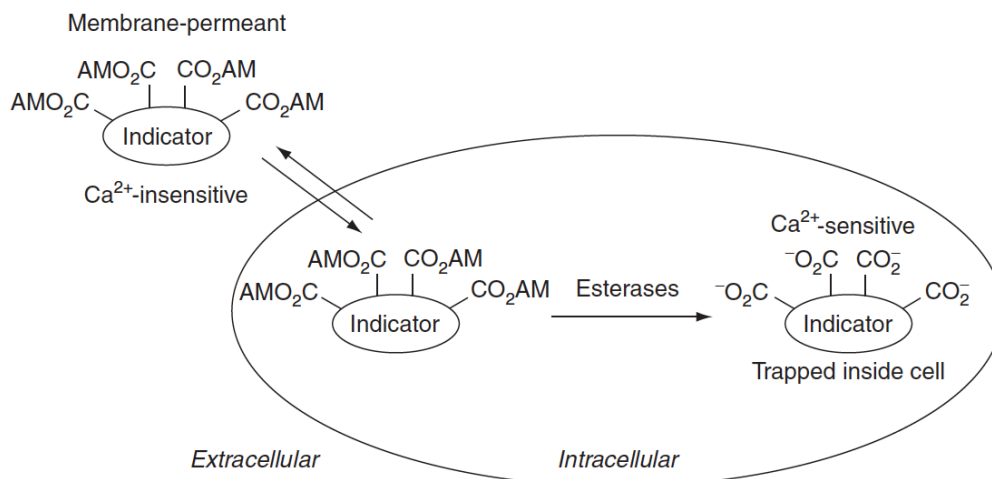 Membrane-permeant
AMO₂C CO₂AM
AMO₂C CO₂AM
Indicator
Ca²⁺-insensitive
Ca²⁺-sensitive
AMO₂C CO₂AM
⁻O₂C CO₂⁻
AMO₂C CO₂AM
Esterases
⁻O₂C CO₂⁻
Indicator
Indicator
Trapped inside cell
Extracellular
Intracellular